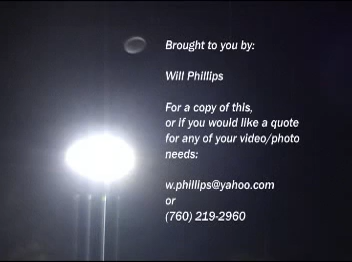 Brought to you by:
Will Phillips
For a copy of this,
or if you would like a quote
for any of your video/photo
needs:
w.phillips@yahoo.com
or
(760) 219-2960